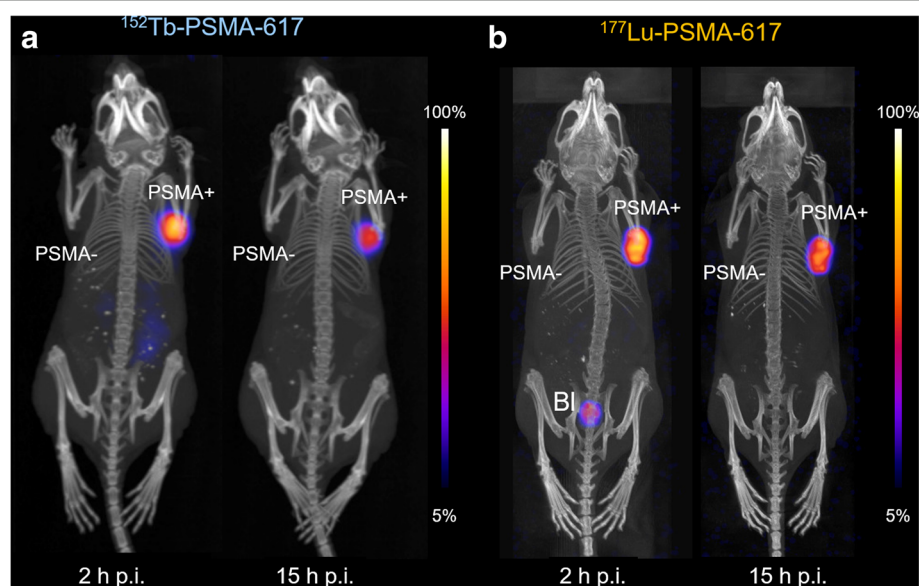 a
152Tb-PSMA-617
b
177Lu-PSMA-617
100%
100%
PSMA+
PSMA+
PSMA+
PSMA+
PSMA-
PSMA-
PSMA-
PSMA-
Bl
5%
5%
2 h p.i.
15 h p.i.
2 h p.i.
15 h p.i.